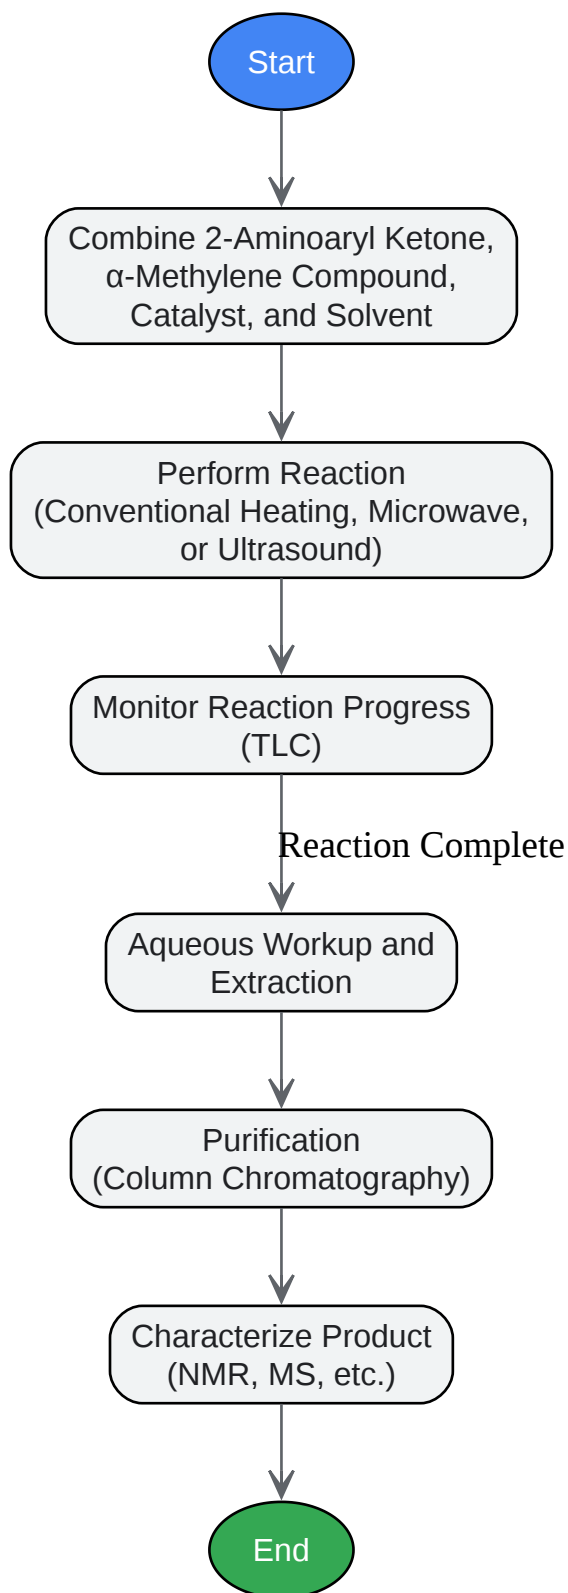 Start
Combine 2-Aminoaryl Ketone,
α-Methylene Compound,
Catalyst, and Solvent
Perform Reaction
(Conventional Heating, Microwave,
or Ultrasound)
Monitor Reaction Progress
(TLC)
Reaction Complete
Aqueous Workup and
Extraction
Purification
(Column Chromatography)
Characterize Product
(NMR, MS, etc.)
End